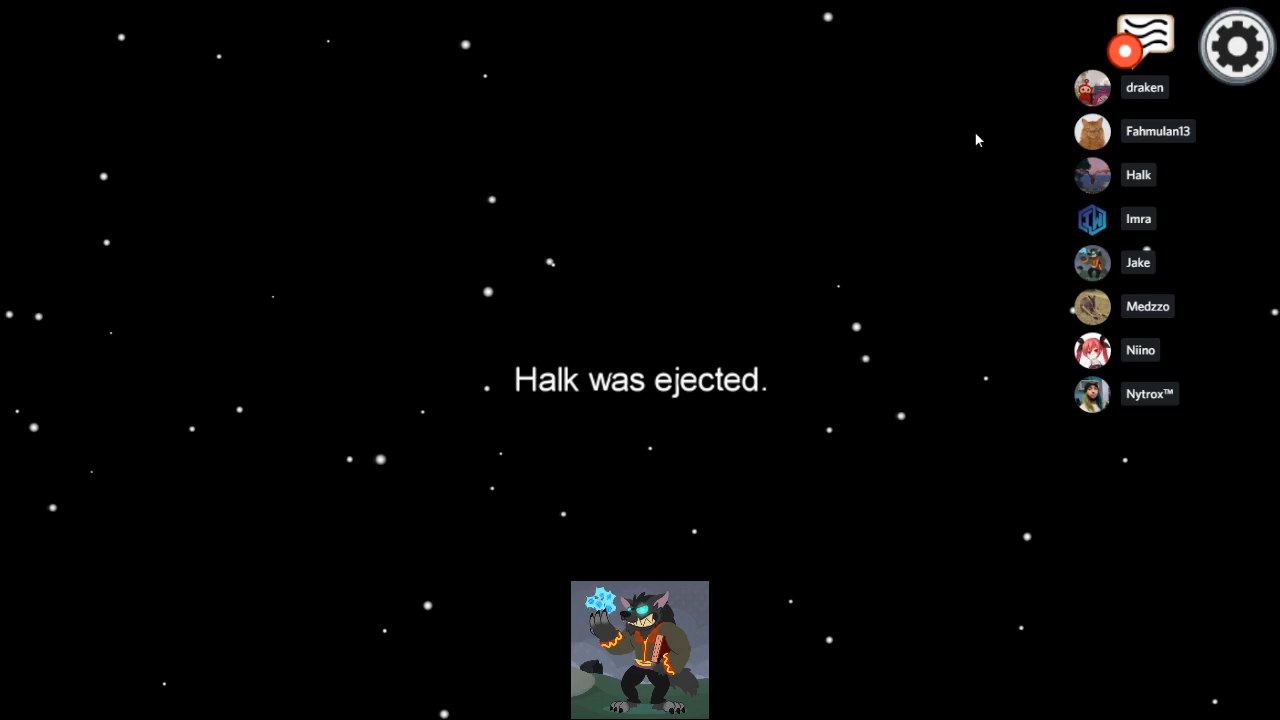 draken
Fahmulan13
Halk
Imra
Jake
Halk was ejected.
Medzzo
Niino
Nytrox™